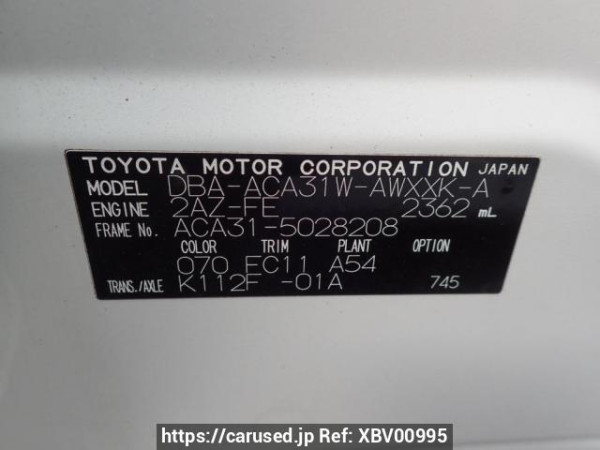 TOYOTA MOTOR CORPORATION JAPAN
MODEL DBA-ACA31W-AWXXK-A
ENGINE 2AZ-FE 2362 mL
FRAME No. ACA31-5028208
COLOR TRIM PLANT OPTION
070 FC11 A54
TRANS./AXLE K112F -01A 745
https://carused.jp Ref: XBV00995